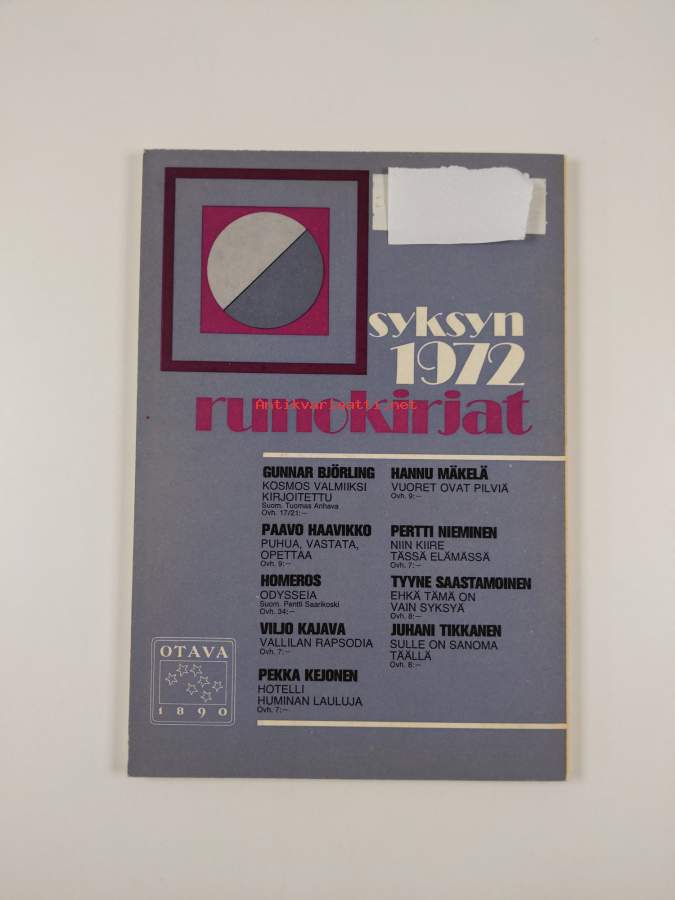 syksyn
1972
runokirjat
Antikvariaatti.net
GUNNAR BJÖRLING
KOSMOS VALMIIKSI
KIRJOITETTU
Suom. Tuomas Anhava
Ovh. 17/21:–
PAAVO HAAVIKKO
PUHUA, VASTATA,
OPETTAA
Ovh. 9:–
HOMEROS
ODYSSEIA
Suom. Pentti Saarikoski
Ovh. 34:–
VILJO KAJAVA
VALLILAN RAPSODIA
Ovh. 7:–
PEKKA KEJONEN
HOTELLI
HUMINAN LAULUJA
Ovh. 7:–
HANNU MÄKELÄ
VUORET OVAT PILVIÄ
Ovh. 9:–
PERTTI NIEMINEN
NIIN KIIRE
TÄSSÄ ELÄMÄSSÄ
Ovh. 7:–
TYYNE SAASTAMOINEN
EHKÄ TÄMÄ ON
VAIN SYKSYÄ
Ovh. 8:–
JUHANI TIKKANEN
SULLE ON SANOMA
TÄÄLLÄ
Ovh. 8:–
OTAVA
1890